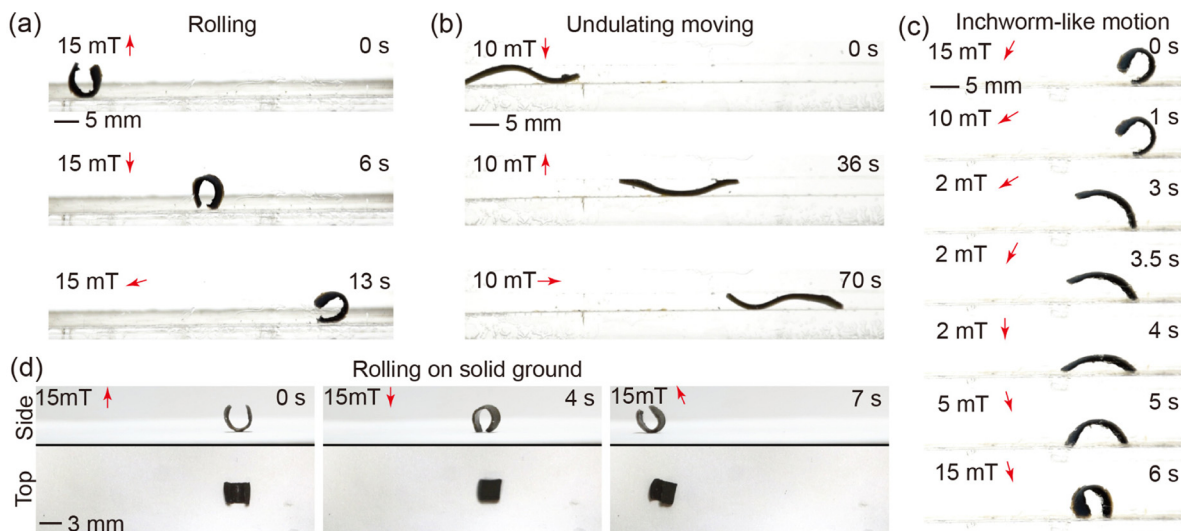 (a) Rolling
15 mT 0 s
5 mm
15 mT 6 s
15 mT 13 s
(b) Undulating moving
10 mT 0 s
5 mm
10 mT 36 s
10 mT 70 s
(c) Inchworm-like motion
15 mT 0 s
5 mm
10 mT 1 s
2 mT 3 s
2 mT 3.5 s
2 mT 4 s
5 mT 5 s
15 mT 6 s
(d) Rolling on solid ground
Side
15mT 0 s
15mT 4 s
15mT 7 s
Top
3 mm